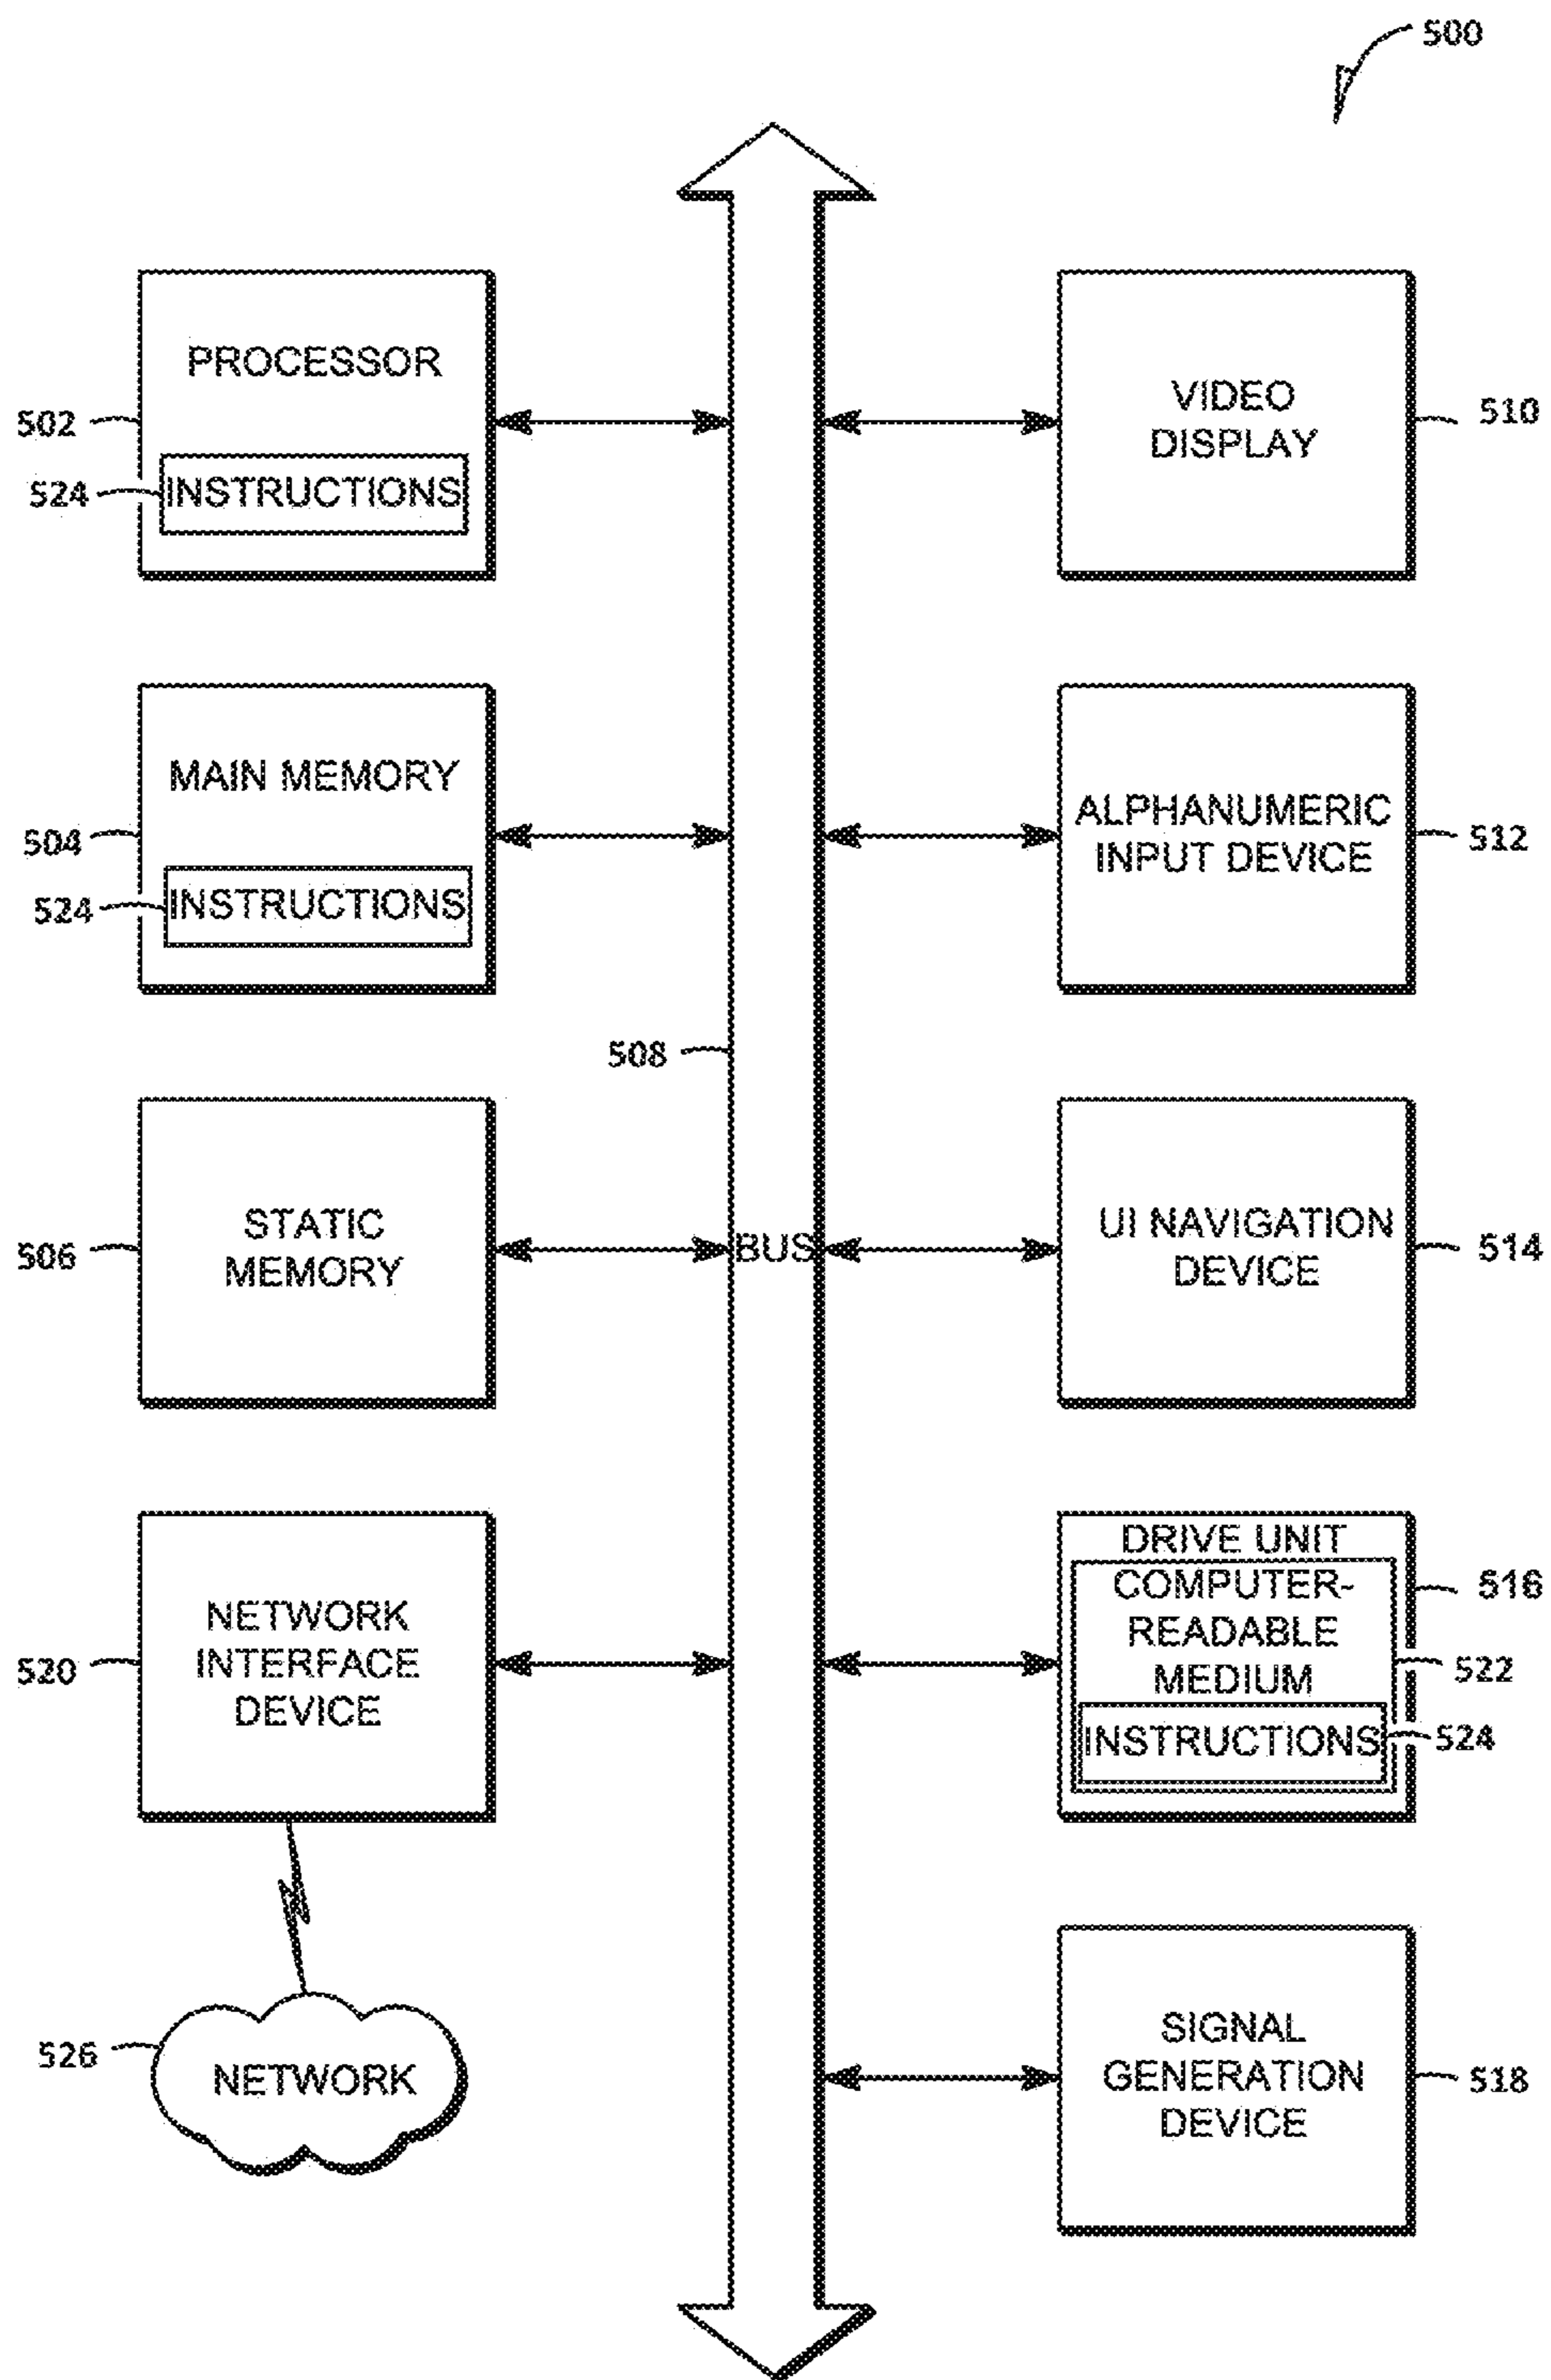 500
PROCESSOR
502
524
INSTRUCTIONS
VIDEO
DISPLAY
510
MAIN MEMORY
504
524
INSTRUCTIONS
ALPHANUMERIC
INPUT DEVICE
512
508
STATIC
MEMORY
506
BUS
UI NAVIGATION
DEVICE
514
NETWORK
INTERFACE
DEVICE
520
DRIVE UNIT
COMPUTER-
READABLE
MEDIUM
INSTRUCTIONS
516
522
524
526
NETWORK
SIGNAL
GENERATION
DEVICE
518